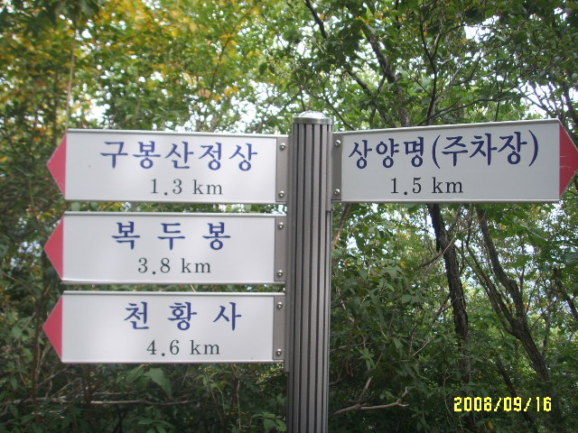 구봉산정상
1.3 km
상양명(주차장)
1.5 km
복두봉
3.8 km
천황사
4.6 km
2008/09/16